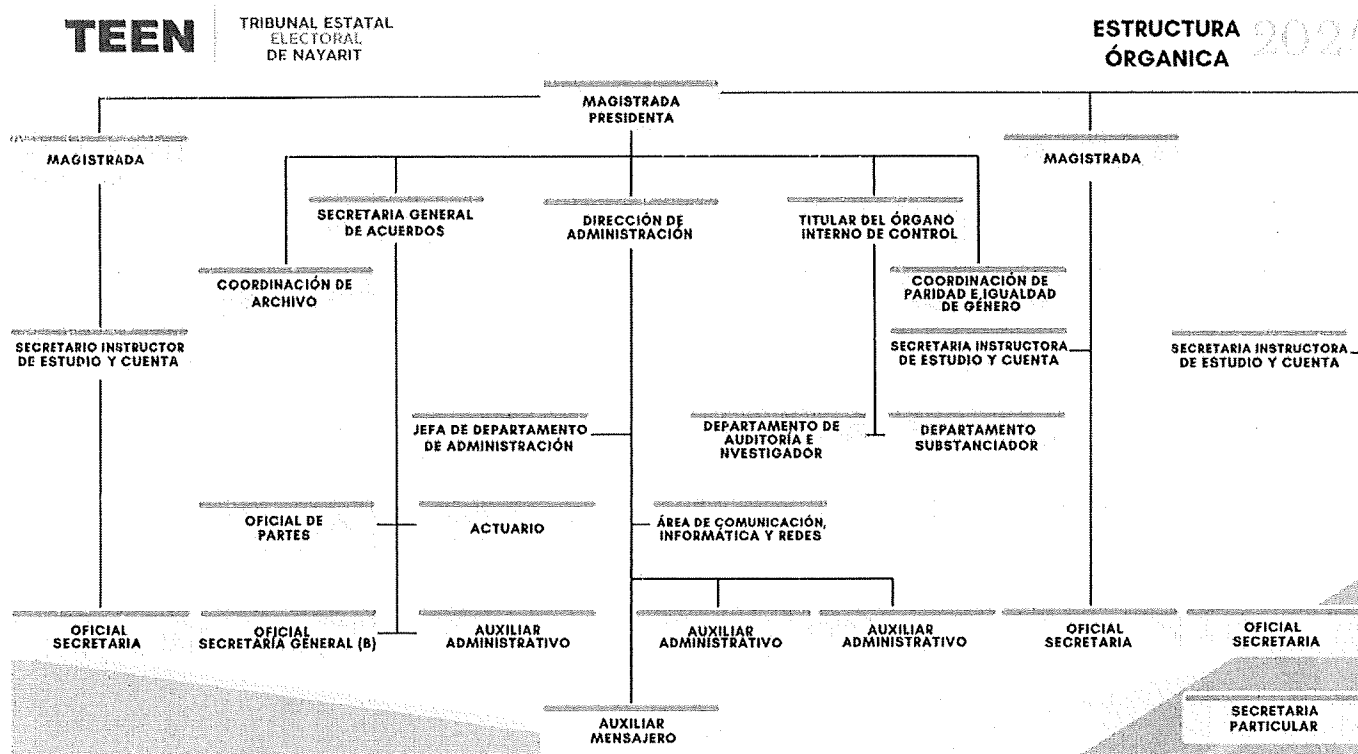 TEEN
TRIBUNAL ESTATAL
ELECTORAL
DE NAYARIT
ESTRUCTURA
ÓRGANICA
MAGISTRADA
PRESIDENTA
MAGISTRADA
MAGISTRADA
SECRETARIA GENERAL
DE ACUERDOS
DIRECCIÓN DE
ADMINISTRACIÓN
TITULAR DEL ÓRGANO
INTERNO DE CONTROL
COORDINACIÓN DE
ARCHIVO
COORDINACIÓN DE
PARIDAD E IGUALDAD
DE GÉNERO
SECRETARIO INSTRUCTOR
DE ESTUDIO Y CUENTA
SECRETARIA INSTRUCTORA
DE ESTUDIO Y CUENTA
SECRETARIA INSTRUCTORA
DE ESTUDIO Y CUENTA
JEFA DE DEPARTAMENTO
DE ADMINISTRACIÓN
DEPARTAMENTO DE
AUDITORÍA E
NVESTIGADOR
DEPARTAMENTO
SUBSTANCIADOR
OFICIAL DE
PARTES
ACTUARIO
ÁREA DE COMUNICACIÓN,
INFORMÁTICA Y REDES
OFICIAL
SECRETARIA
OFICIAL
SECRETARÍA GENERAL (B)
AUXILIAR
ADMINISTRATIVO
AUXILIAR
ADMINISTRATIVO
AUXILIAR
ADMINISTRATIVO
OFICIAL
SECRETARIA
OFICIAL
SECRETARIA
AUXILIAR
MENSAJERO
SECRETARIA
PARTICULAR